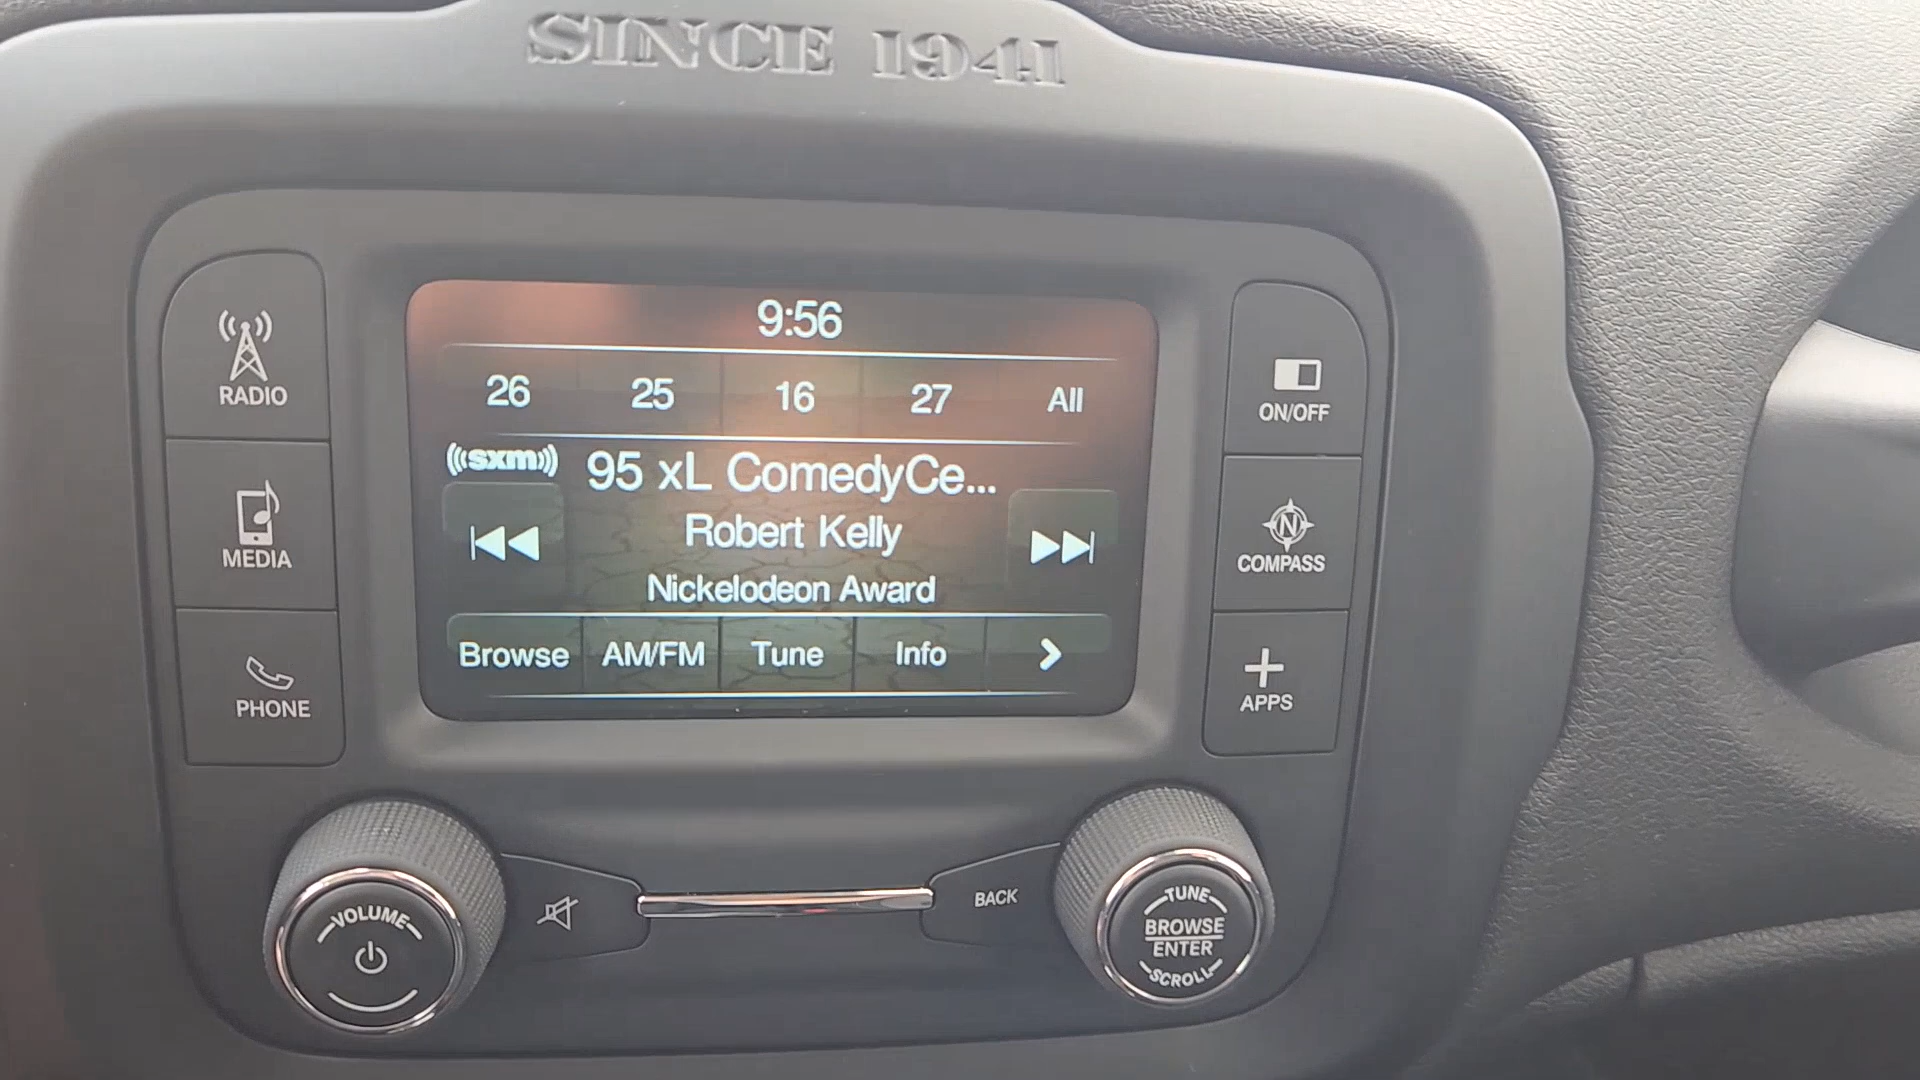 SINCE 1941
9:56
26 25 16 27 All
((sxm)) 95 xL ComedyCe...
Robert Kelly
Nickelodeon Award
Browse AM/FM Tune Info
RADIO
MEDIA
PHONE
ON/OFF
N
COMPASS
APPS
VOLUME
BACK
TUNE
BROWSE
ENTER
SCROLL